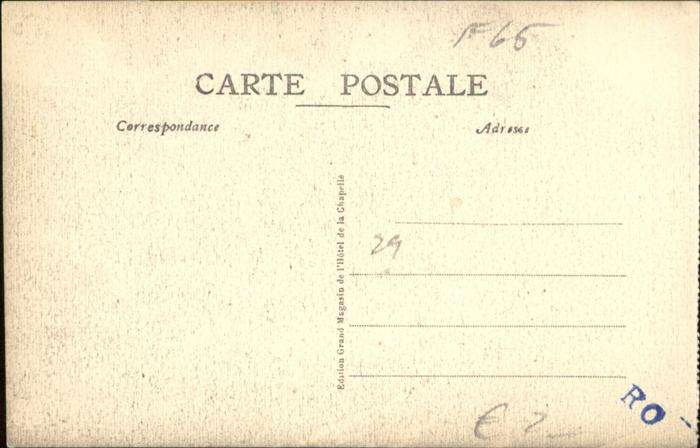 F65
CARTE POSTALE
Correspondance
Adresse
Edition Grand Magasin de l'Hôtel de la Chapelle
29
RO